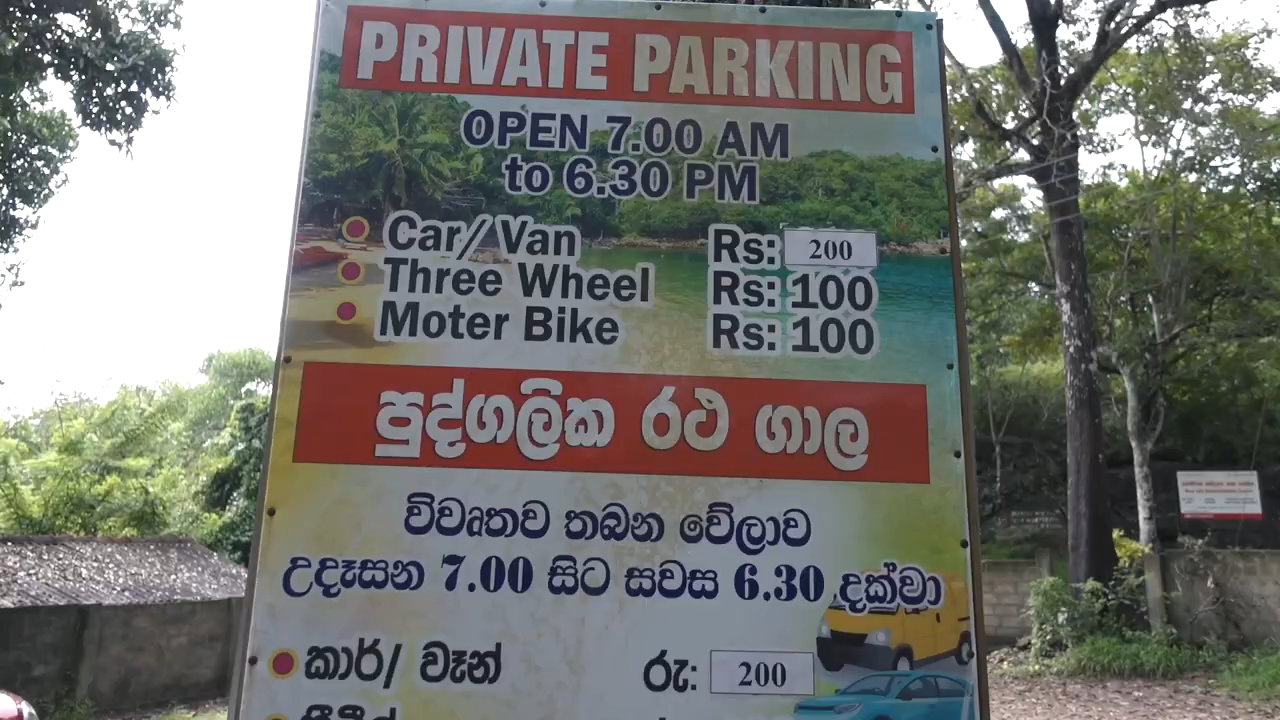 PRIVATE PARKING
OPEN 7.00 AM
to 6.30 PM
Car/ Van Rs: 200
Three Wheel Rs: 100
Moter Bike Rs: 100
පුද්ගලික රථ ගාල
විවෘතව තබන වේලාව
උදෑසන 7.00 සිට සවස 6.30 දක්වා
කාර්/ වෑන් රු: 200